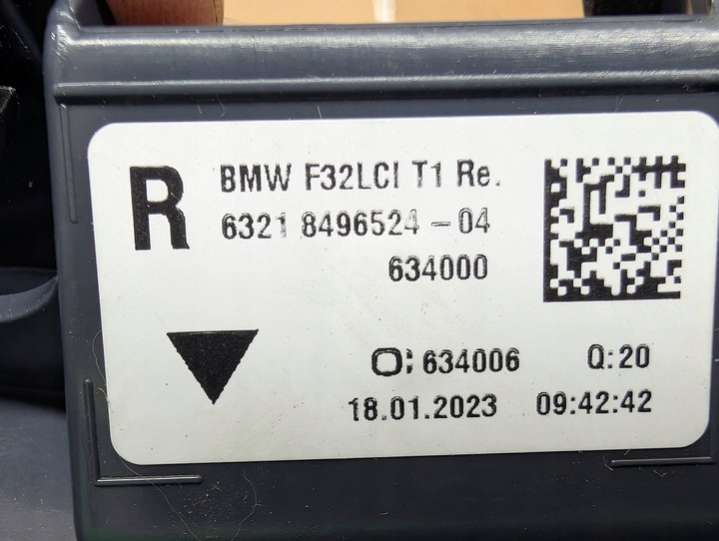 R
BMW F32LCI T1 Re.
6321 8496524 – 04
634000
O: 634006 Q: 20
18.01.2023 09:42:42